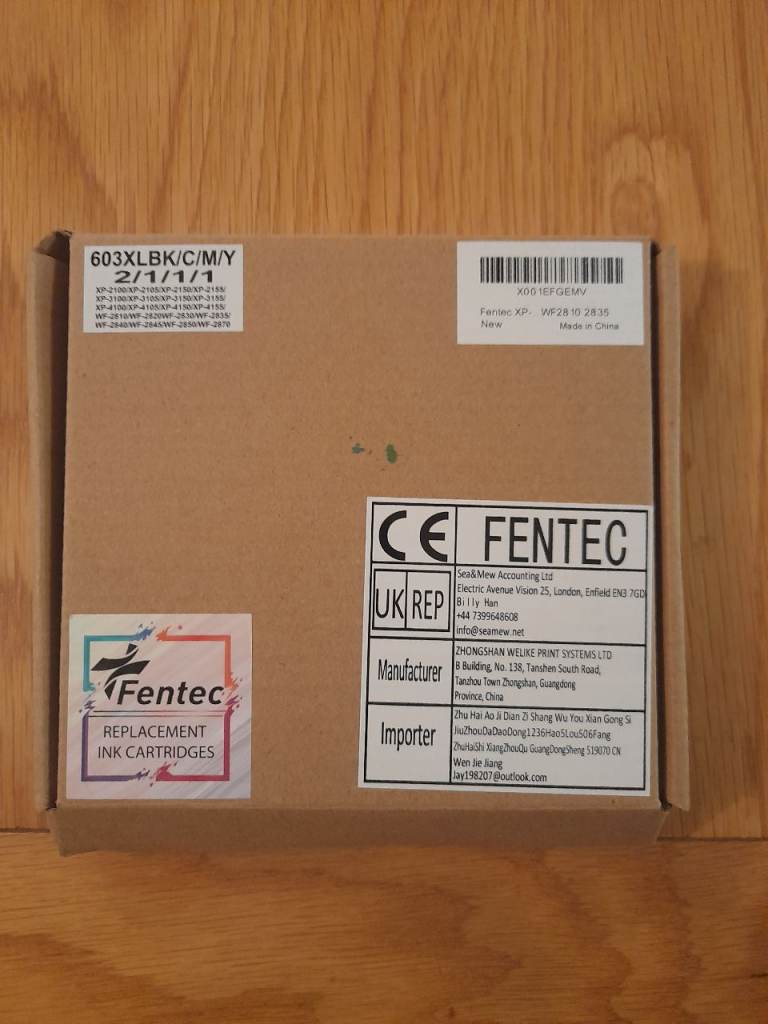 603XLBK/C/M/Y
2/1/1/1
XP-2100/XP-2105/XP-2150/XP-2155/
XP-3100/XP-3105/XP-3150/XP-3155/
XP-4100/XP-4105/XP-4150/XP-4155/
WF-2810/WF-2820WF-2830/WF-2835/
WF-2840/WF-2845/WF-2850/WF-2870
X001EFGEMV
Fentec XP-...WF2810 2835
New
Made in China
CE
FENTEC
UK REP
Sea&Mew Accounting Ltd
Electric Avenue Vision 25, London, Enfield EN3 7GD
Billy Han
+44 7399648608
info@seamew.net
Manufacturer
ZHONGSHAN WELIKE PRINT SYSTEMS LTD
B Building, No. 138, Tanshen South Road,
Tanzhou Town Zhongshan, Guangdong
Province, China
Importer
Zhu Hai Ao Ji Dian Zi Shang Wu You Xian Gong Si
JiuZhouDaDaoDong1236Hao5LouS06Fang
ZhuHaiShi XiangZhouQu GuangDongSheng 519070 CN
Wen Jie Jiang
Jay198207@outlook.com
Fentec
REPLACEMENT
INK CARTRIDGES